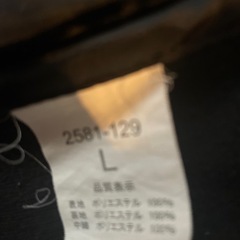 2581-129
L
品質表示
表地 ポリエステル 100%
裏地 ポリエステル 100%
中綿 ポリエステル 100%